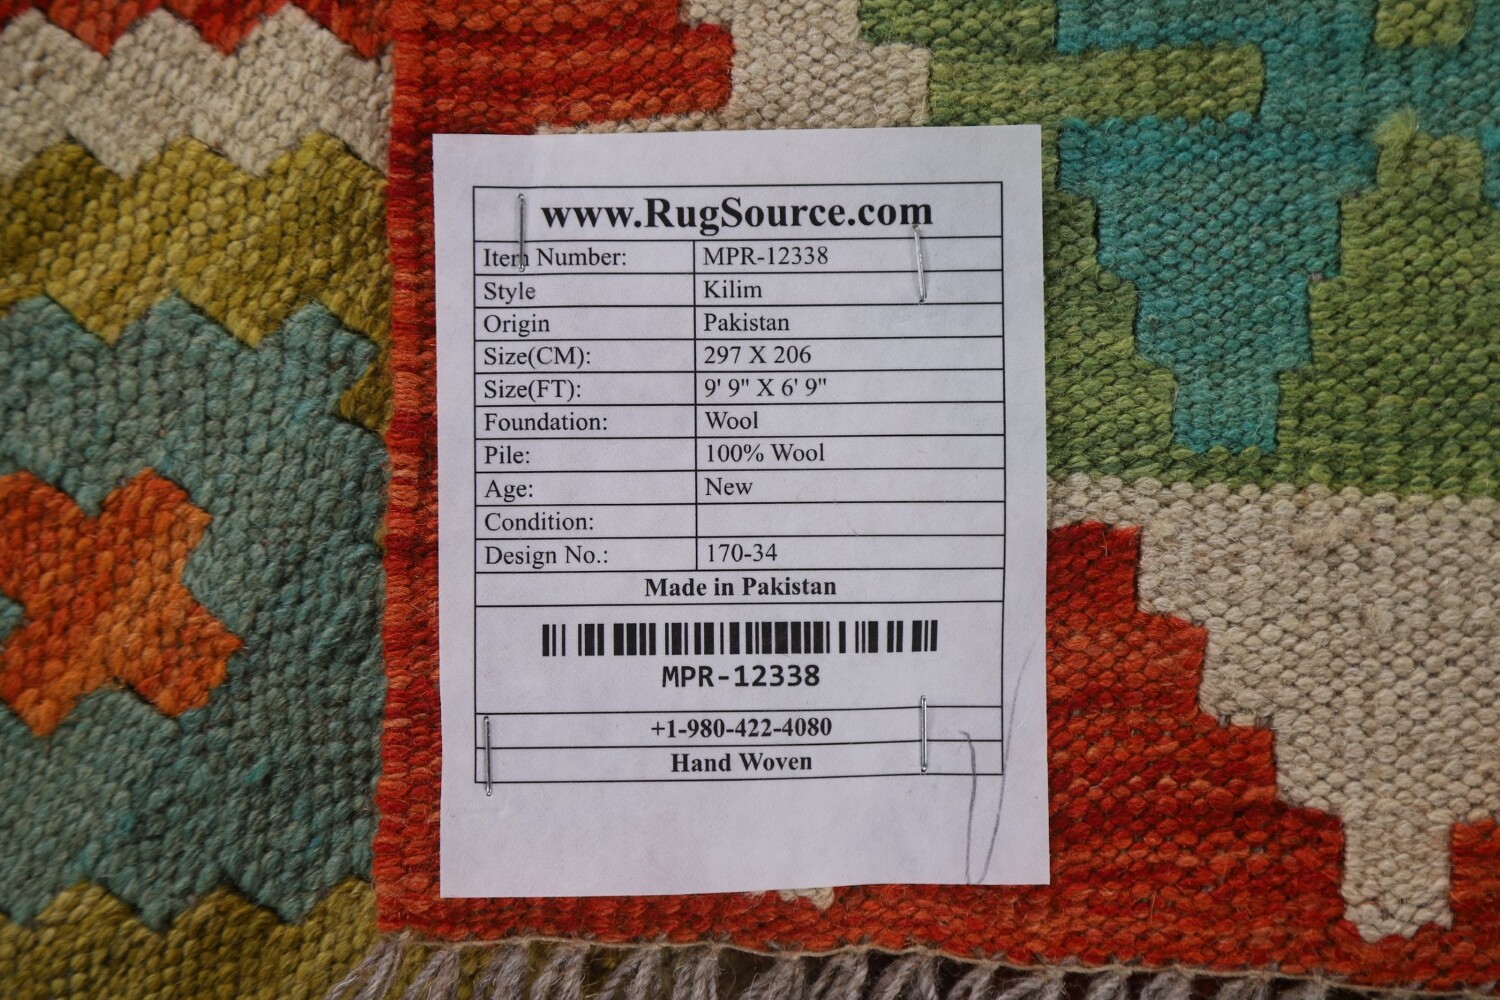 www.RugSource.com
Item Number: MPR-12338
Style Kilim
Origin Pakistan
Size(CM): 297 X 206
Size(FT): 9' 9" X 6' 9"
Foundation: Wool
Pile: 100% Wool
Age: New
Condition:
Design No.: 170-34
Made in Pakistan
MPR-12338
+1-980-422-4080
Hand Woven